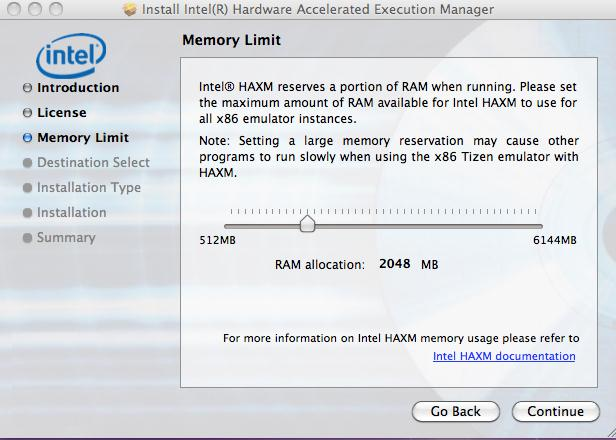 Install Intel(R) Hardware Accelerated Execution Manager
intel
Memory Limit
Introduction
License
Memory Limit
Destination Select
Installation Type
Installation
Summary
Intel® HAXM reserves a portion of RAM when running. Please set
the maximum amount of RAM available for Intel HAXM to use for
all x86 emulator instances.
Note: Setting a large memory reservation may cause other
programs to run slowly when using the x86 Tizen emulator with
HAXM.
512MB 6144MB
RAM allocation: 2048 MB
For more information on Intel HAXM memory usage please refer to
Intel HAXM documentation
Go Back Continue